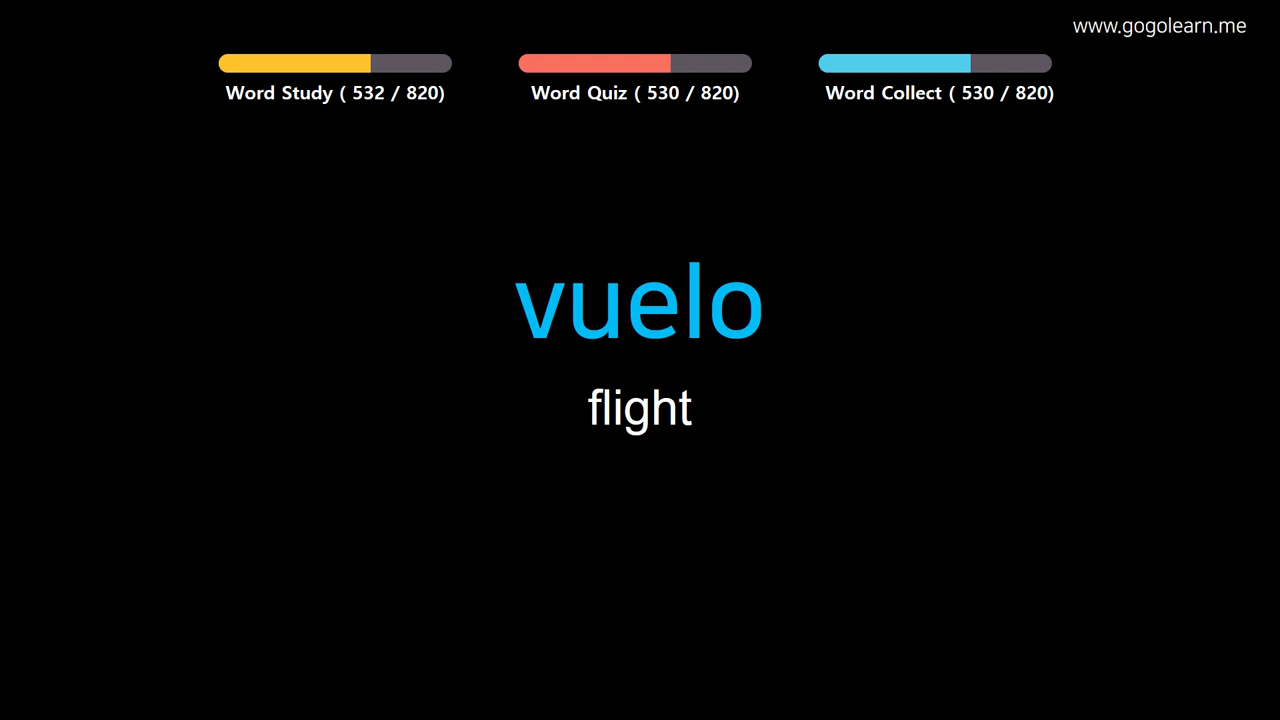 www.gogolearn.me
Word Study ( 532 / 820)
Word Quiz ( 530 / 820)
Word Collect ( 530 / 820)
vuelo
flight